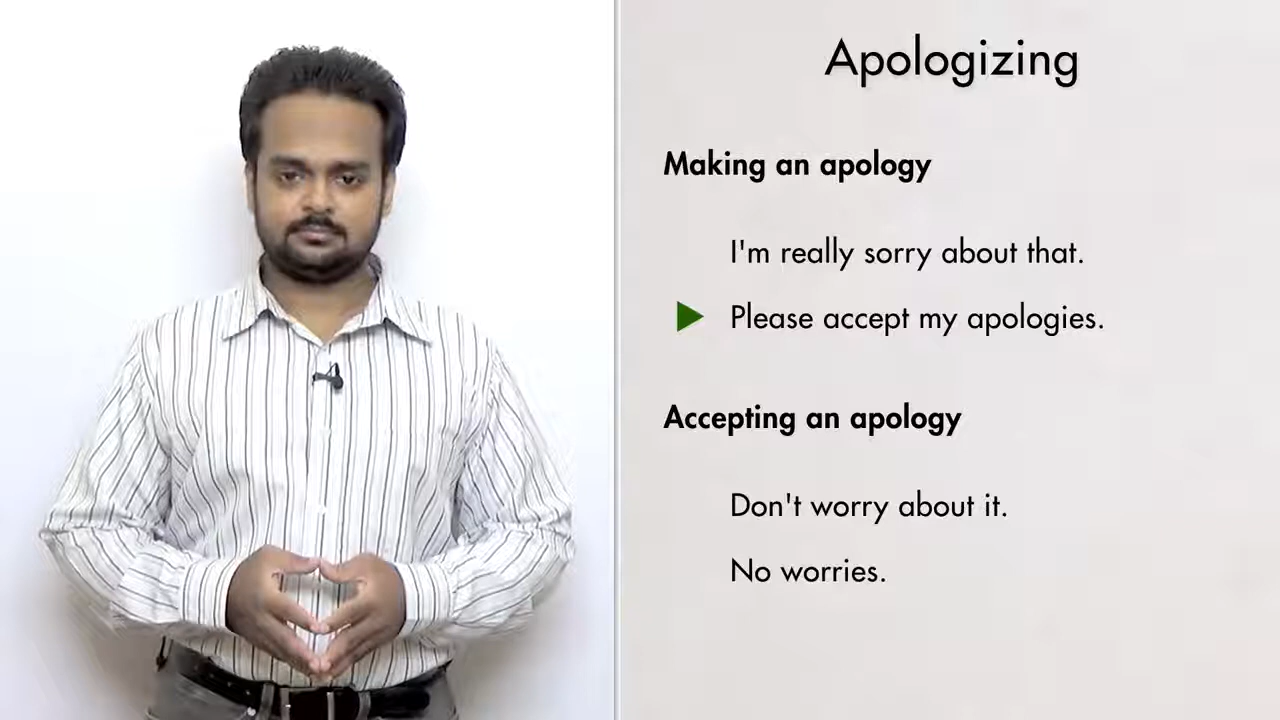 Apologizing
Making an apology
I'm really sorry about that.
Please accept my apologies.
Accepting an apology
Don't worry about it.
No worries.